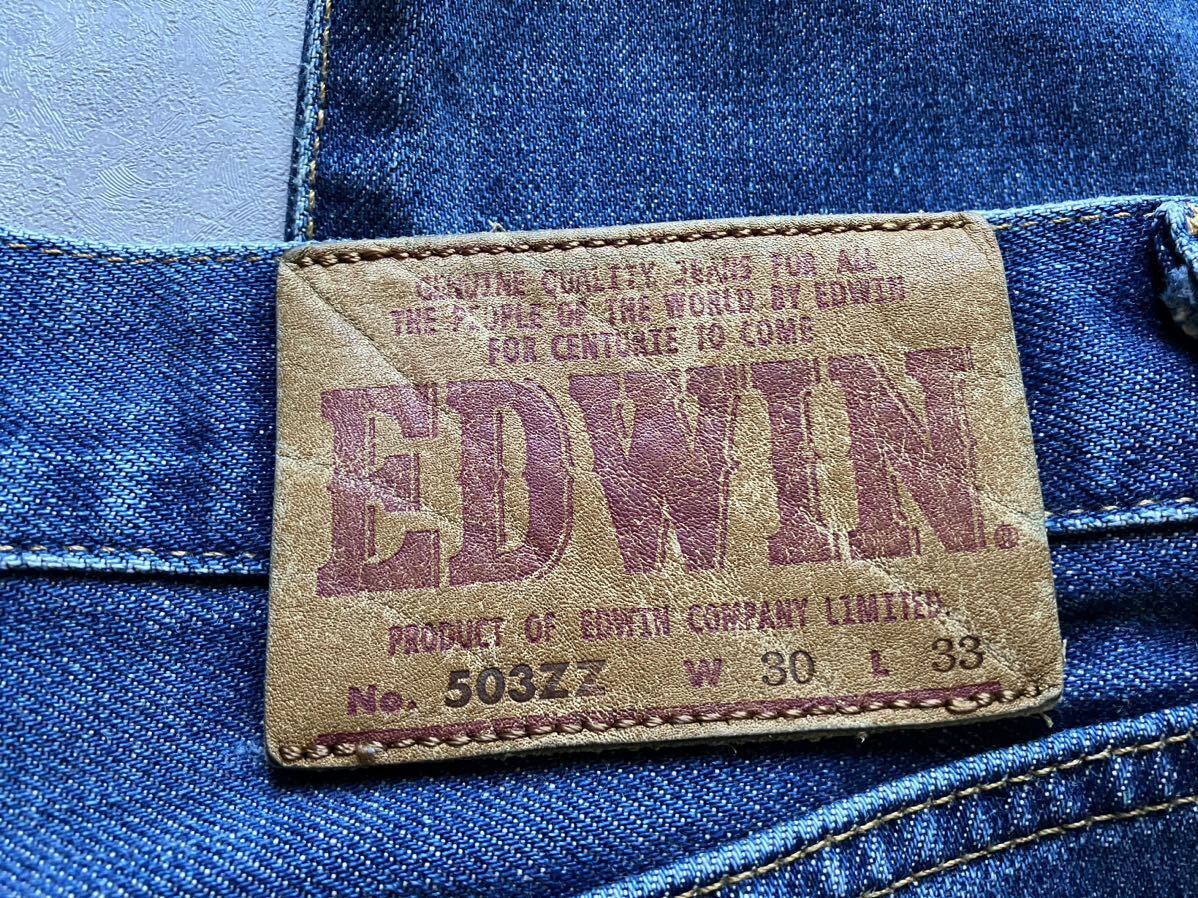 GENUINE QUALITY JEANS FOR ALL
THE PEOPLE OF THE WORLD BY EDWIN
FOR CENTURIE TO COME
EDWIN.®
PRODUCT OF EDWIN COMPANY LIMITED.
No. 503ZZ W 30 L 33